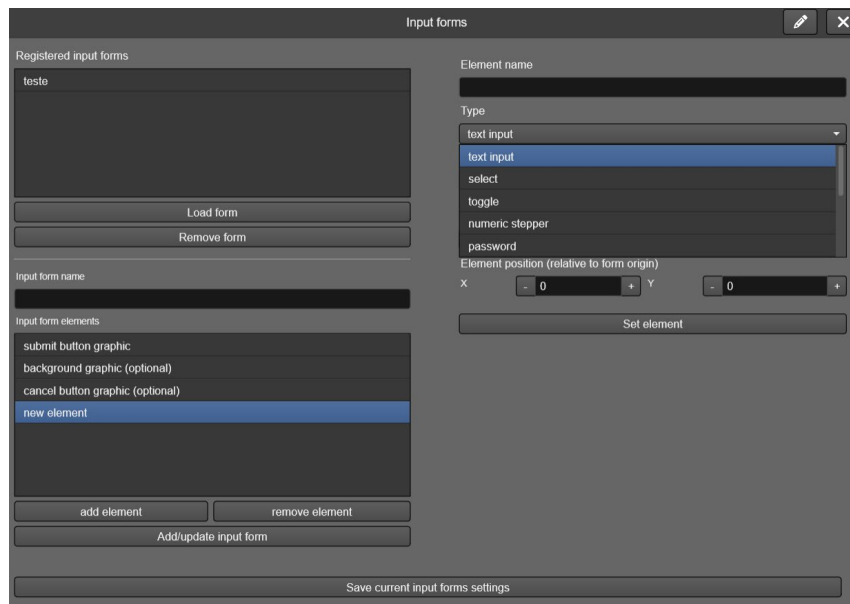 Input forms
Registered input forms
teste
Load form
Remove form
Input form name
Input form elements
submit button graphic
background graphic (optional)
cancel button graphic (optional)
new element
add element
remove element
Add/update input form
Element name
Type
text input
text input
select
toggle
numeric stepper
password
Element position (relative to form origin)
X - 0 + Y - 0 +
Set element
Save current input forms settings